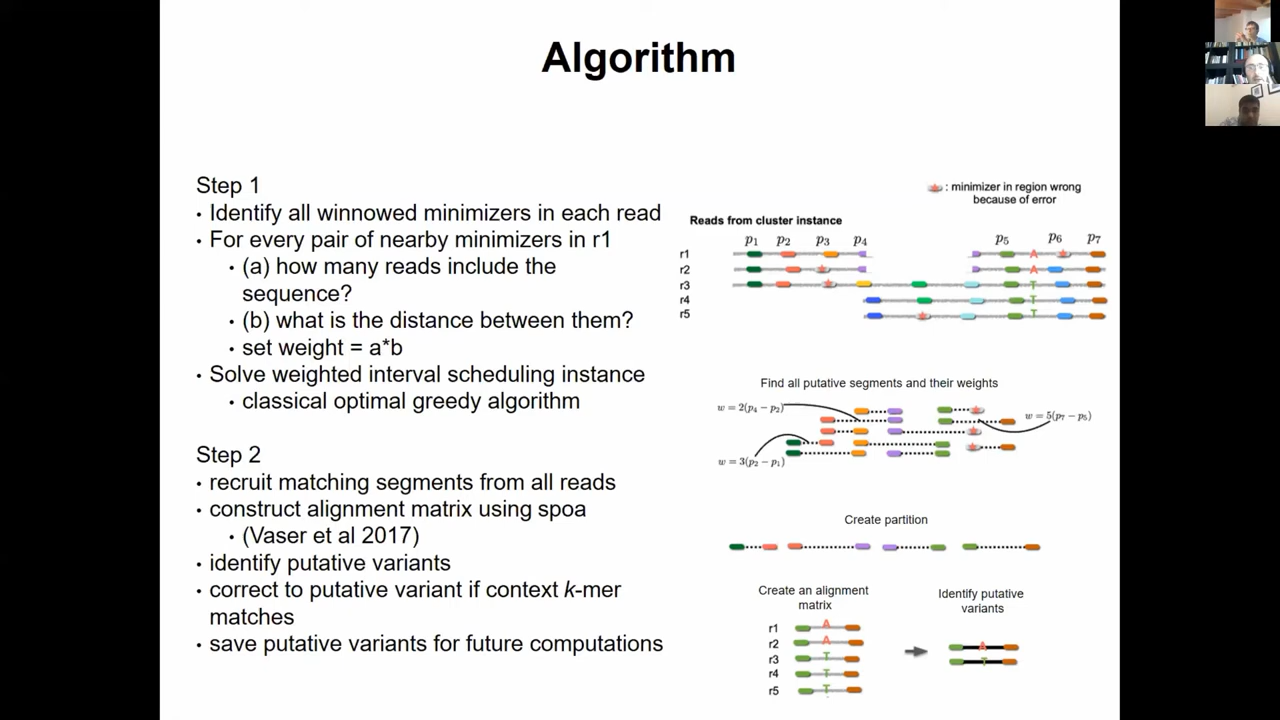 Algorithm
Step 1
• Identify all winnowed minimizers in each read
• For every pair of nearby minimizers in r1
• (a) how many reads include the
sequence?
• (b) what is the distance between them?
• set weight = a*b
• Solve weighted interval scheduling instance
• classical optimal greedy algorithm
Step 2
• recruit matching segments from all reads
• construct alignment matrix using spoa
• (Vaser et al 2017)
• identify putative variants
• correct to putative variant if context k-mer
matches
• save putative variants for future computations
: minimizer in region wrong
because of error
Reads from cluster instance
p1 p2 p3 p4 p5 p6 p7
r1 A
r2 A
r3 T
r4 T
r5 T
Find all putative segments and their weights
w = 2(p4 − p2)
w = 5(p7 − p5)
w = 3(p2 − p1)
Create partition
Create an alignment
matrix
r1 A
r2 A
r3 T
r4 T
r5 T
Identify putative
variants
A
T